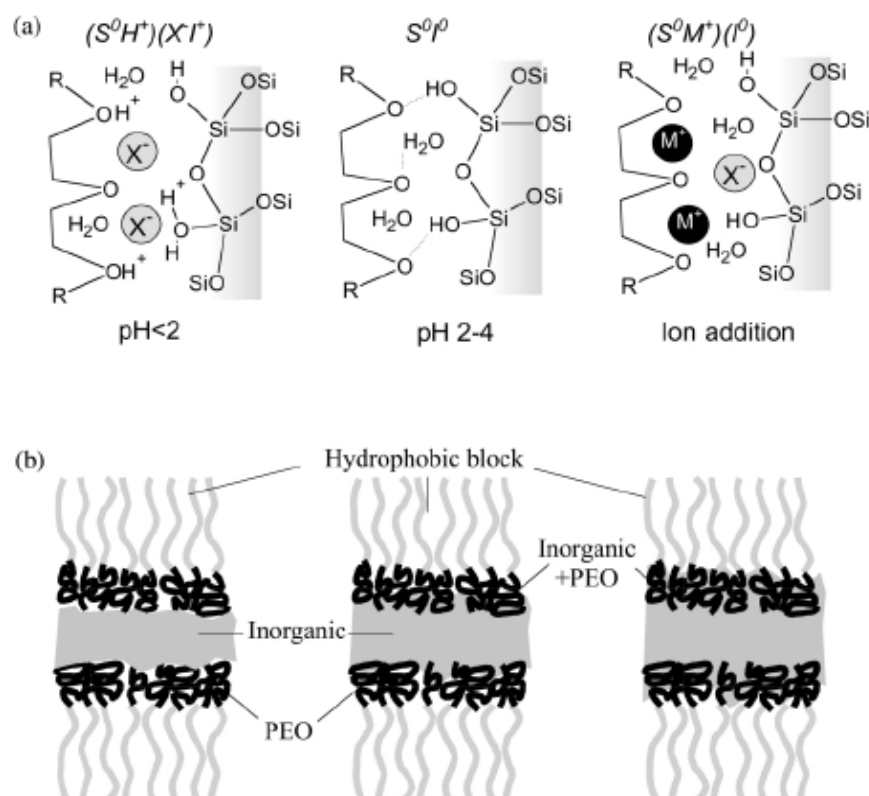 (a)
(S⁰H⁺)(X⁻I⁺)
S⁰I⁰
(S⁰M⁺)(I⁰)
R
H₂O
H
O
OSi
OH⁺
Si
OSi
X⁻
O
O
H⁺
H
O
OSi
H₂O
X⁻
Si
H
OH⁺
SiO
R
pH<2
R
O
HO
OSi
Si
OSi
H₂O
O
O
H₂O
HO
OSi
Si
O
SiO
R
pH 2-4
R
H₂O
H
O
OSi
O
Si
OSi
M⁺
H₂O
O
X⁻
O
OSi
M⁺
HO
Si
O
H₂O
SiO
R
Ion addition
(b)
Hydrophobic block
Inorganic
+PEO
Inorganic
PEO